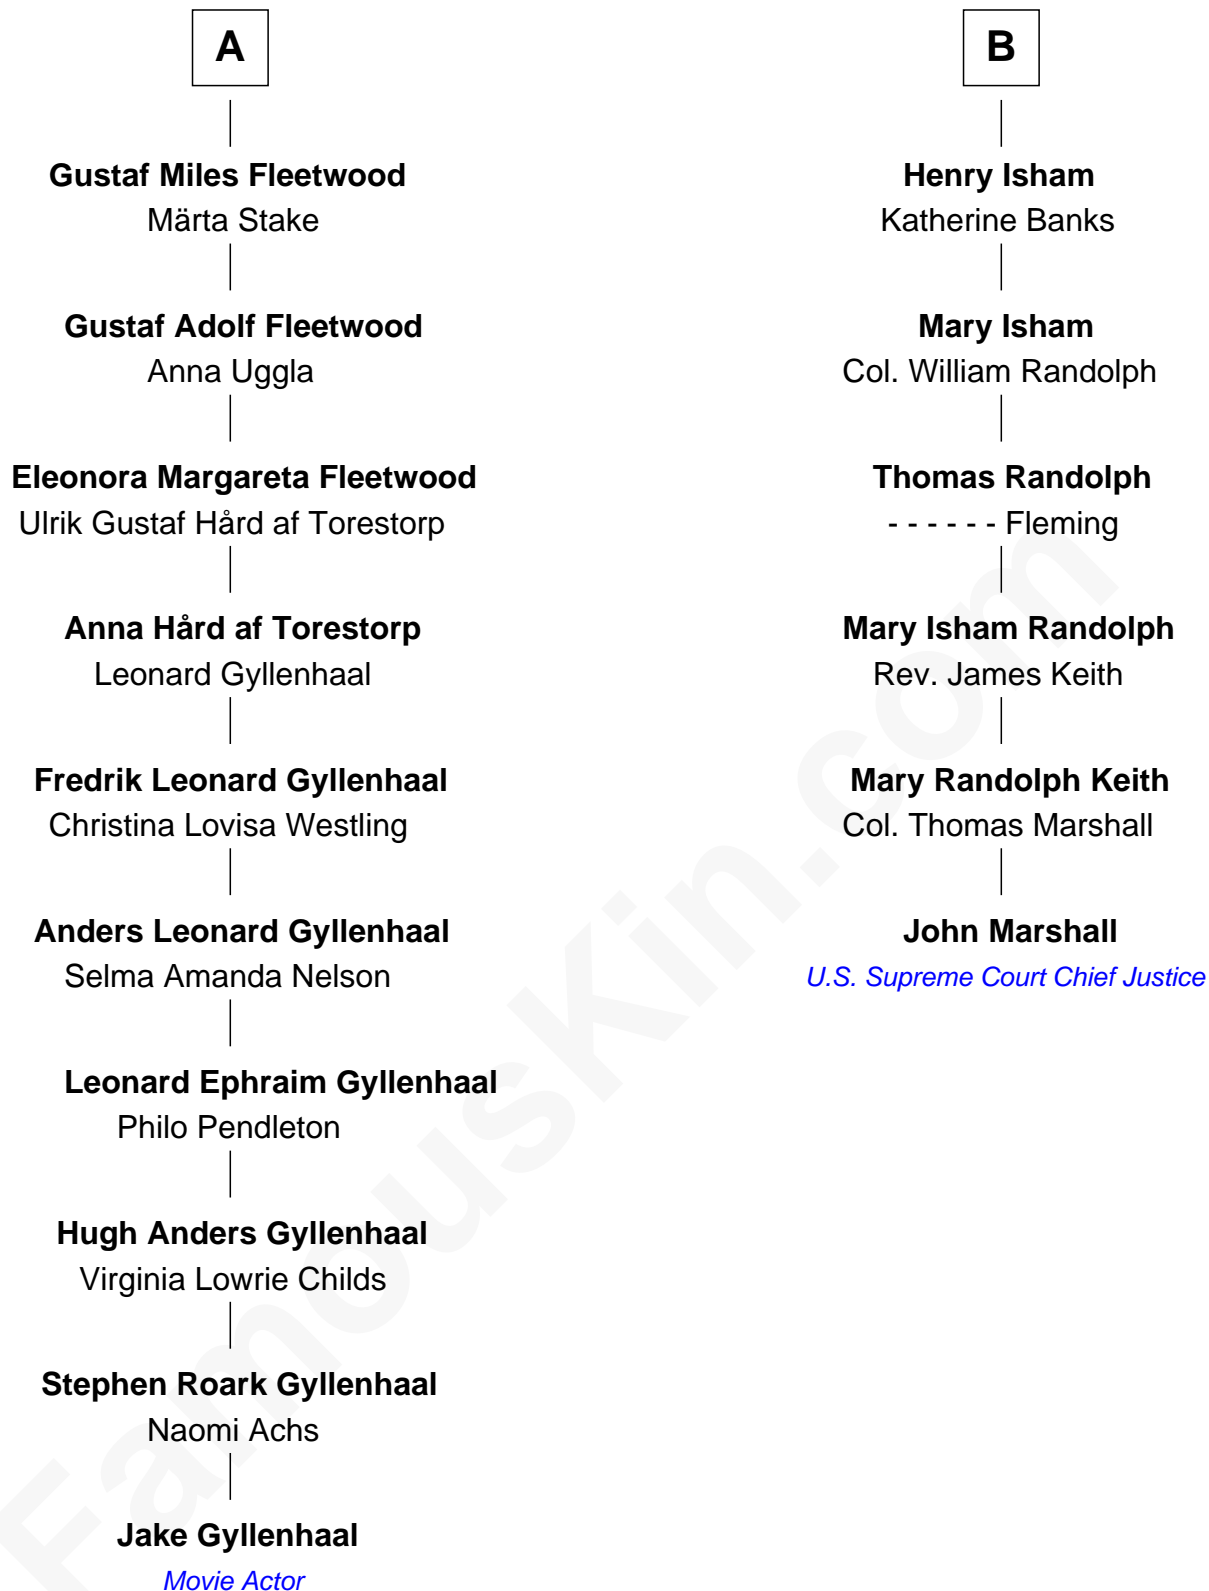 A
Gustaf Miles Fleetwood
Märta Stake
Gustaf Adolf Fleetwood
Anna Uggla
Eleonora Margareta Fleetwood
Ulrik Gustaf Hård af Torestorp
Anna Hård af Torestorp
Leonard Gyllenhaal
Fredrik Leonard Gyllenhaal
Christina Lovisa Westling
Anders Leonard Gyllenhaal
Selma Amanda Nelson
Leonard Ephraim Gyllenhaal
Philo Pendleton
Hugh Anders Gyllenhaal
Virginia Lowrie Childs
Stephen Roark Gyllenhaal
Naomi Achs
Jake Gyllenhaal
Movie Actor
B
Henry Isham
Katherine Banks
Mary Isham
Col. William Randolph
Thomas Randolph
- - - - - - Fleming
Mary Isham Randolph
Rev. James Keith
Mary Randolph Keith
Col. Thomas Marshall
John Marshall
U.S. Supreme Court Chief Justice
FamousKin.com